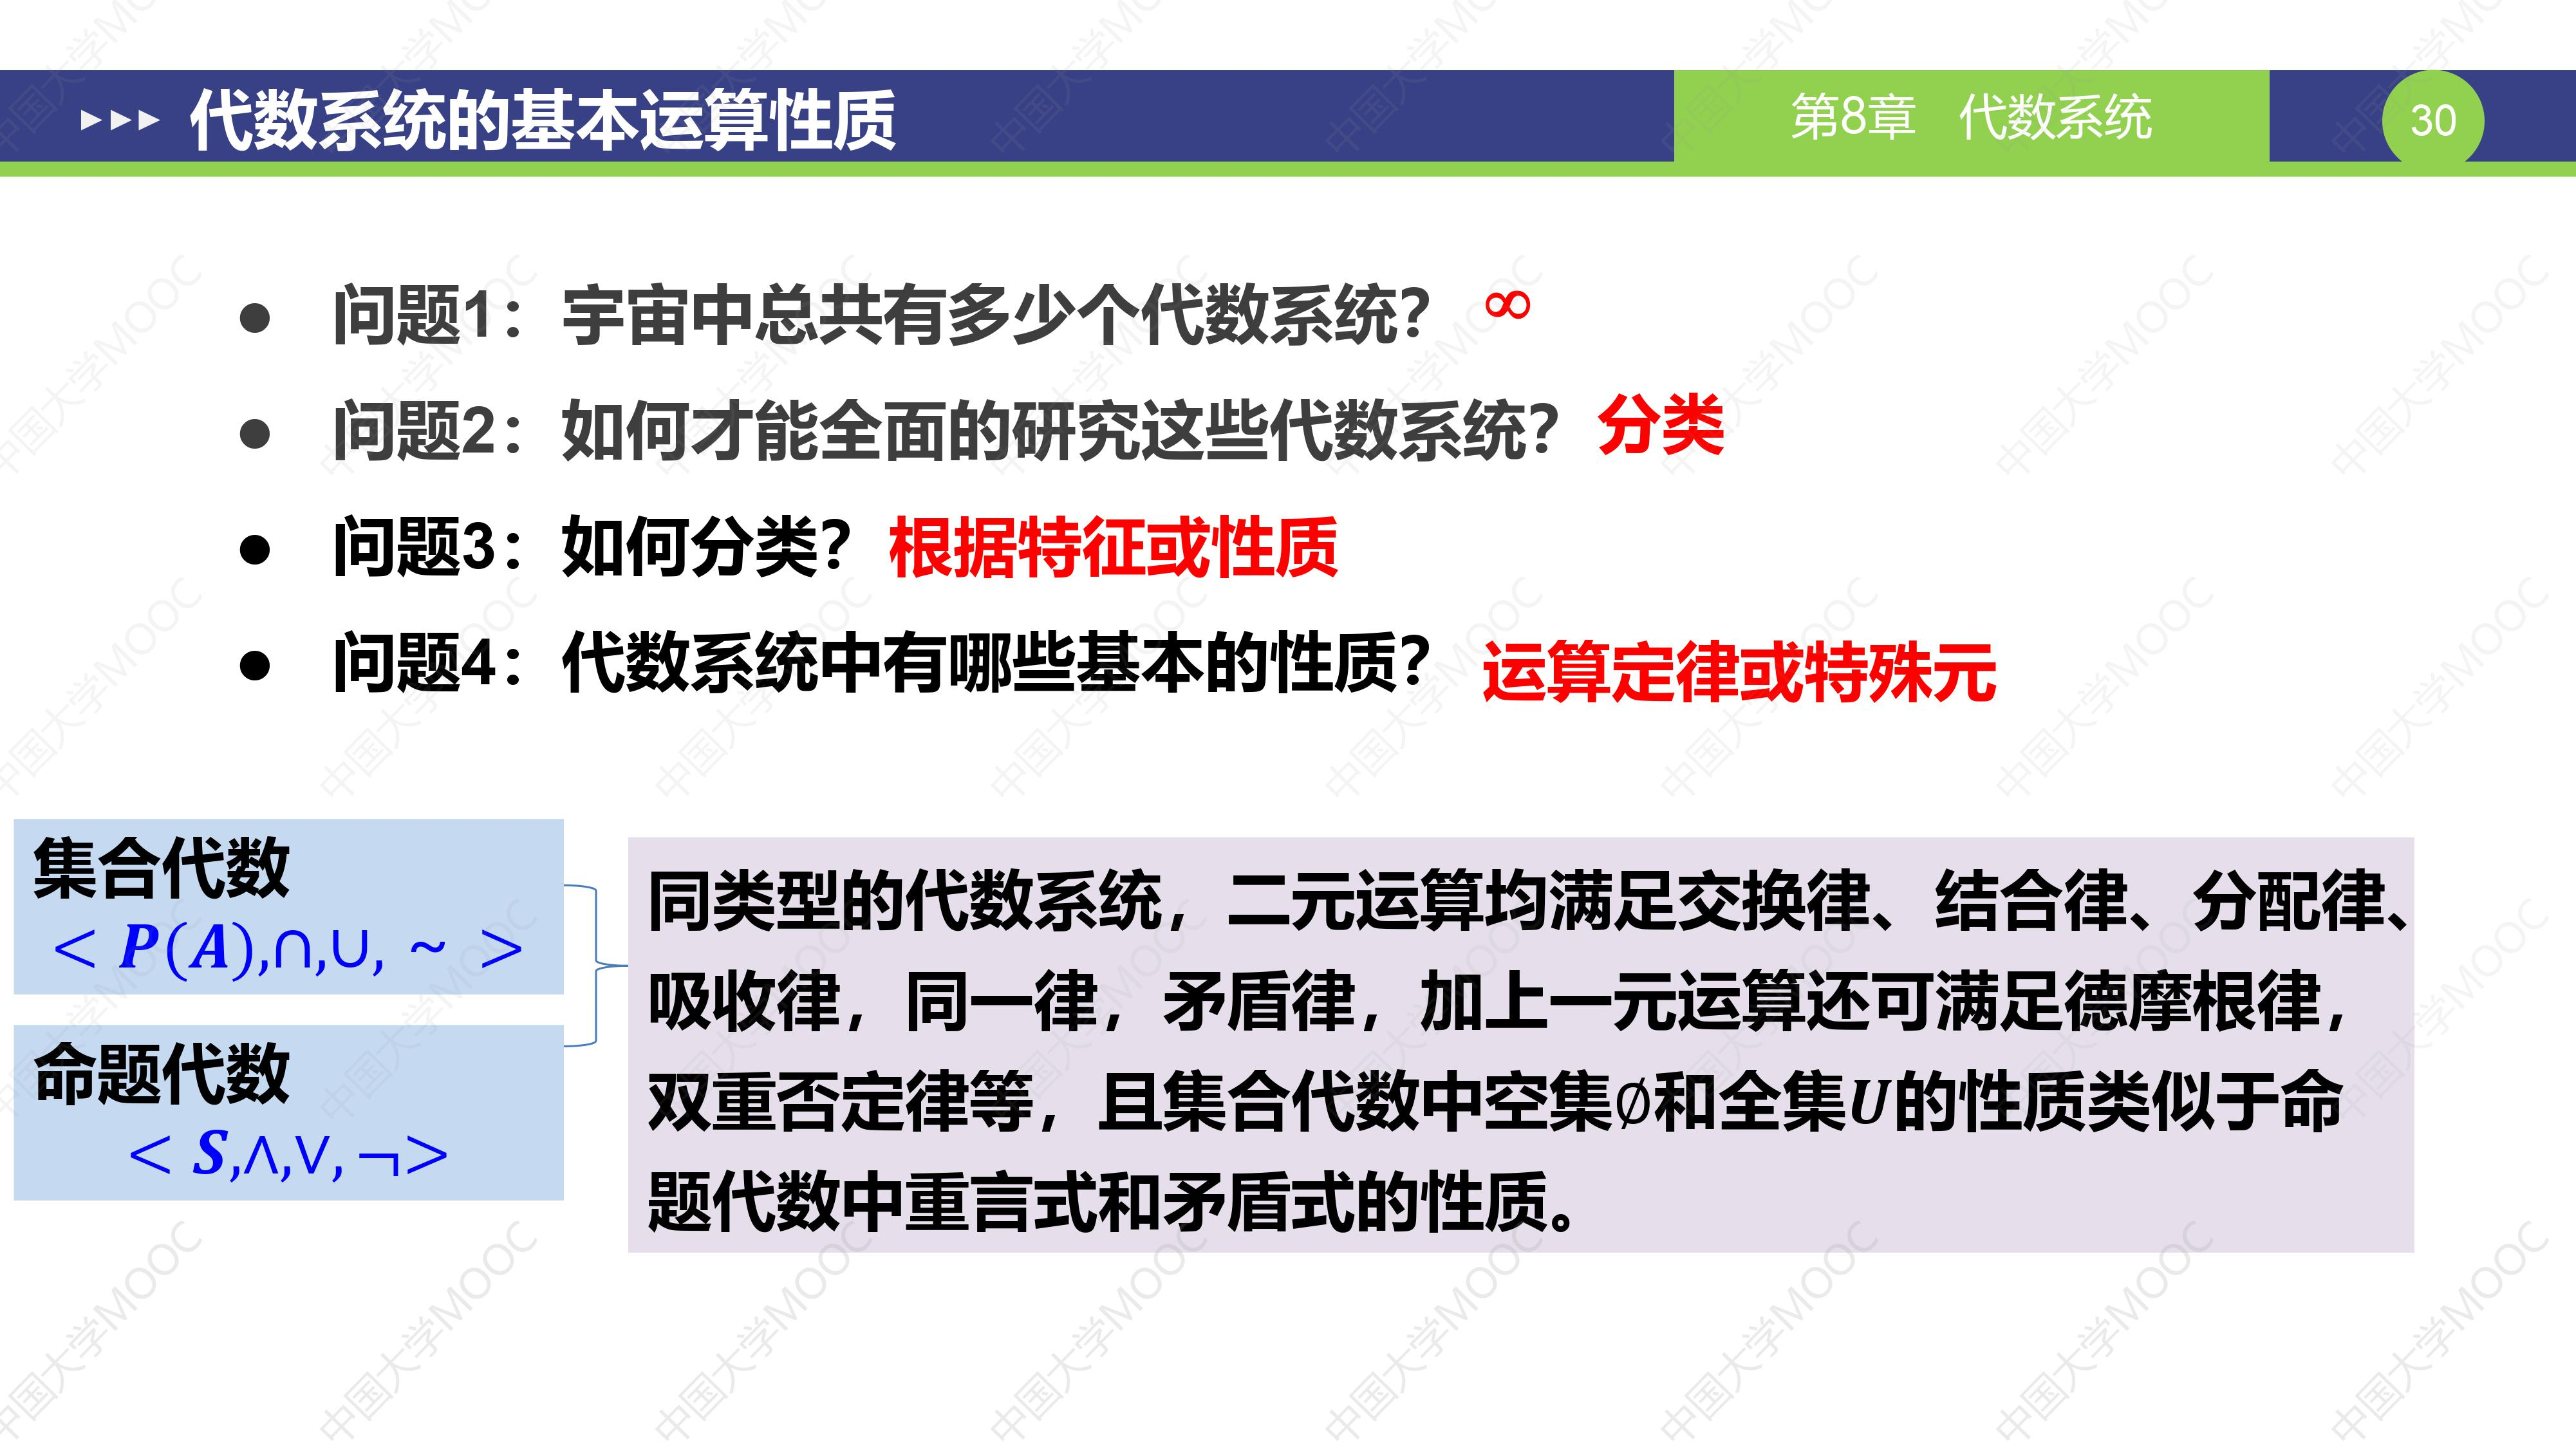 代数系统的基本运算性质
第8章 代数系统
30
● 问题1：宇宙中总共有多少个代数系统？ ∞
● 问题2：如何才能全面的研究这些代数系统？ 分类
● 问题3：如何分类？ 根据特征或性质
● 问题4：代数系统中有哪些基本的性质？ 运算定律或特殊元
集合代数
< P(A),∩,∪, ~ >
命题代数
< S,∧,∨, ¬>
同类型的代数系统，二元运算均满足交换律、结合律、分配律、
吸收律，同一律，矛盾律，加上一元运算还可满足德摩根律，
双重否定律等，且集合代数中空集∅和全集U的性质类似于命
题代数中重言式和矛盾式的性质。
中国大学MOOC